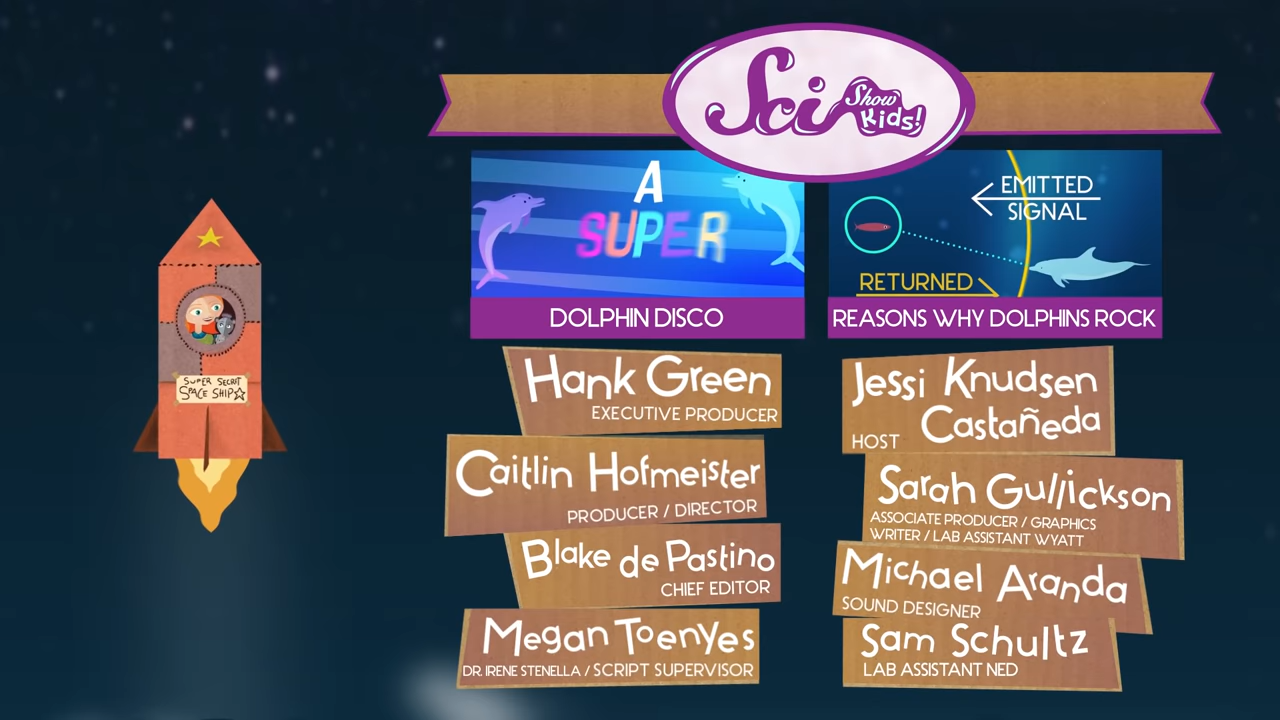 Sci Show Kids!
A
SUPER
DOLPHIN DISCO
EMITTED
SIGNAL
RETURNED
REASONS WHY DOLPHINS ROCK
SUPER SECRET
SPACE SHIP
Hank Green
EXECUTIVE PRODUCER
Caitlin Hofmeister
PRODUCER / DIRECTOR
Blake de Pastino
CHIEF EDITOR
Megan Toenyes
DR. IRENE STENELLA / SCRIPT SUPERVISOR
Jessi Knudsen
Castañeda
HOST
Sarah Gullickson
ASSOCIATE PRODUCER / GRAPHICS
WRITER / LAB ASSISTANT WYATT
Michael Aranda
SOUND DESIGNER
Sam Schultz
LAB ASSISTANT NED